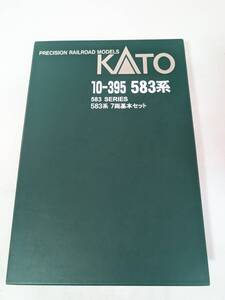 PRECISION RAILROAD MODELS
KATO
10-395 583系
583 SERIES
583系 7両基本セット